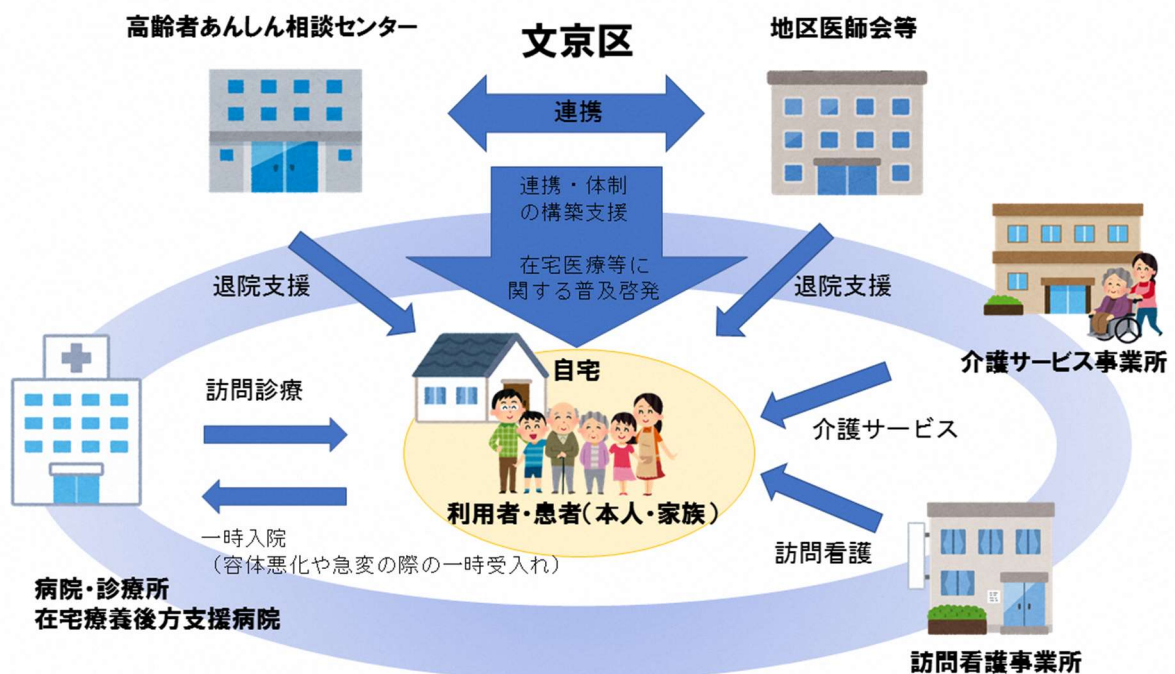 高齢者あんしん相談センター
文京区
地区医師会等
連携
連携・体制
の構築支援
在宅医療等に
関する普及啓発
退院支援
退院支援
介護サービス事業所
自宅
訪問診療
介護サービス
利用者・患者(本人・家族)
訪問看護
一時入院
（容体悪化や急変の際の一時受入れ）
病院・診療所
在宅療養後方支援病院
訪問看護事業所